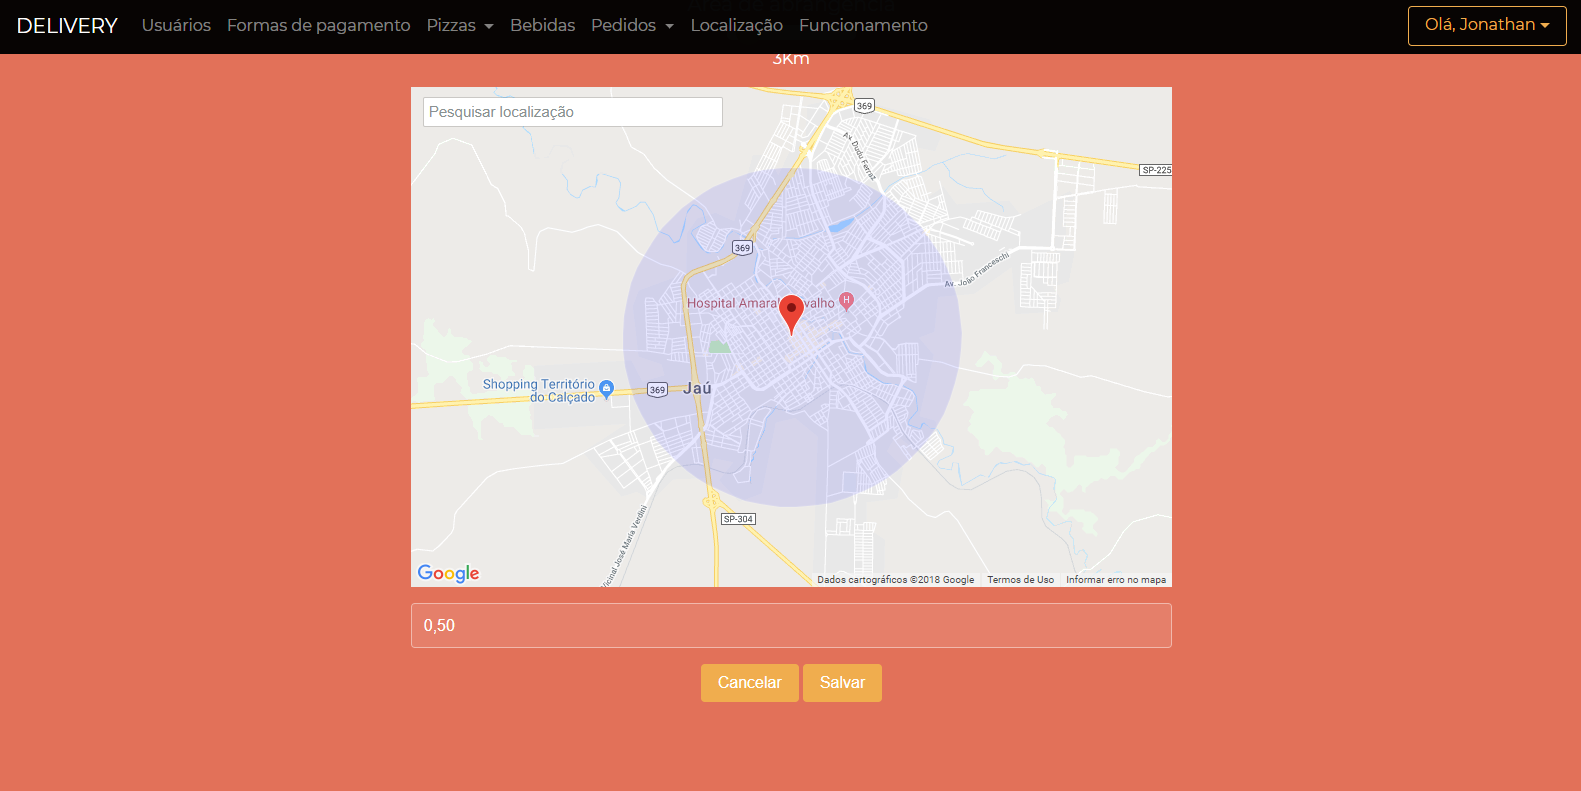 DELIVERY Usuários Formas de pagamento Pizzas Bebidas Pedidos Localização Funcionamento Olá, Jonathan
3Km
Pesquisar localização
369
Av. Dudu Ferraz
SP-225
369
Av. João Franceschi
Hospital Amaral Carvalho
H
Shopping Território
do Calçado
369
Jaú
SP-304
Vicinal José Maria Verdini
Google
Dados cartográficos ©2018 Google Termos de Uso Informar erro no mapa
0,50
Cancelar Salvar